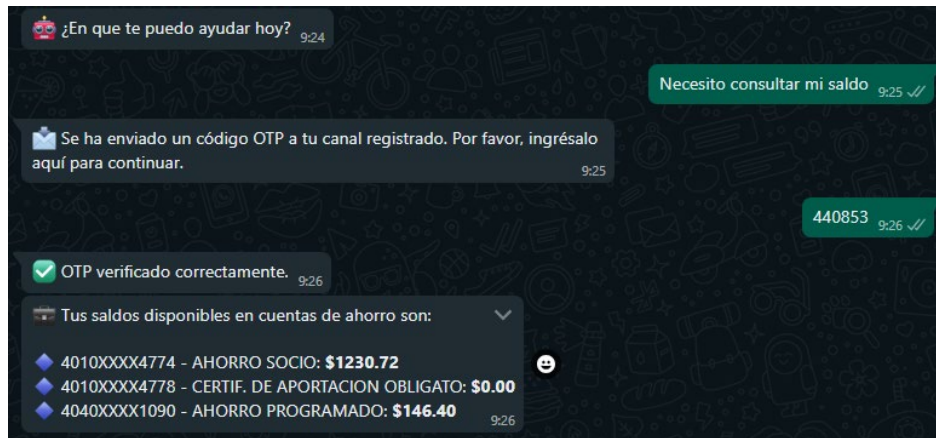 🤖 ¿En que te puedo ayudar hoy? 9:24
Necesito consultar mi saldo 9:25
📩 Se ha enviado un código OTP a tu canal registrado. Por favor, ingrésalo
aquí para continuar. 9:25
440853 9:26
✅ OTP verificado correctamente. 9:26
💼 Tus saldos disponibles en cuentas de ahorro son:
🔹 4010XXXX4774 - AHORRO SOCIO: $1230.72
🔹 4010XXXX4778 - CERTIF. DE APORTACION OBLIGATO: $0.00
🔹 4040XXXX1090 - AHORRO PROGRAMADO: $146.40
9:26